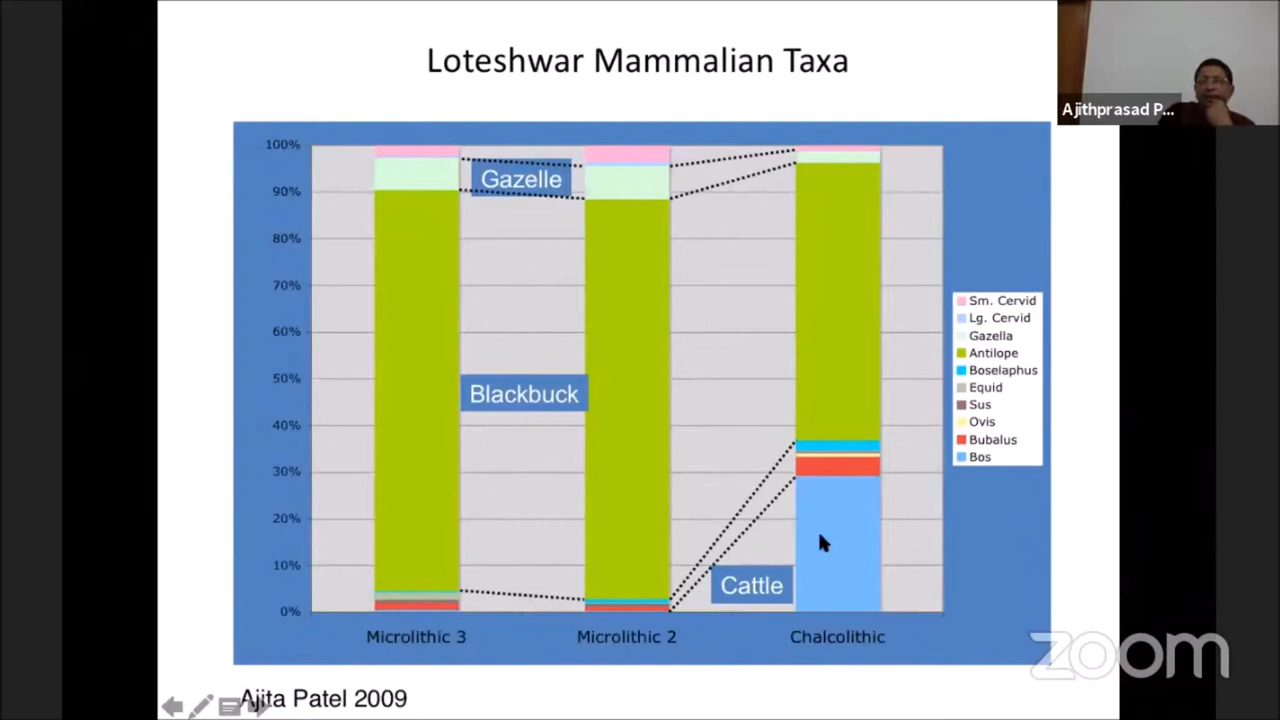 Loteshwar Mammalian Taxa
Ajithprasad P...
100%
90%
80%
70%
60%
50%
40%
30%
20%
10%
0%
Gazelle
Blackbuck
Cattle
Sm. Cervid
Lg. Cervid
Gazella
Antilope
Boselaphus
Equid
Sus
Ovis
Bubalus
Bos
Microlithic 3
Microlithic 2
Chalcolithic
zoom
Ajita Patel 2009